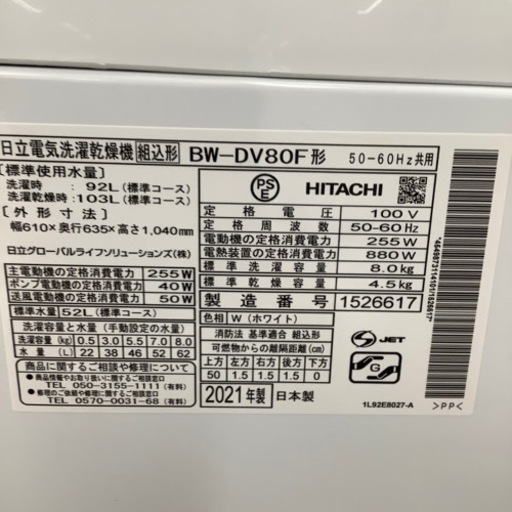 日立電気洗濯乾燥機 組込形 BW-DV80F形 50-60Hz共用
[標準使用水量]
洗濯時 : 92L(標準コース)
洗濯乾燥時:103L(標準コース)
〔外形寸法〕
幅610×奥行635×高さ1,040mm
日立グローバルライフソリューションズ(株)
主電動機の定格消費電力 255W
ポンプ電動機の定格消費電力 40W
送風電動機の定格消費電力 50W
標準水量 52L(標準コース)
洗濯容量と水量(手動設定の水量)
洗濯容量(kg) 0.5 3.0 5.5 7.0 8.0
水量(L) 22 38 46 52 62
商品に関するご相談と修理について
TEL 050-3155-1111(有料)
TEL 0570-0031-68(有料)
PSE HITACHI
定格電圧 100V
定格周波数 50-60Hz
電動機の定格消費電力 255W
電熱装置の定格消費電力 880W
標準洗濯容量 8.0kg
標準乾燥容量 4.5kg
製造番号 1526617
色相 W(ホワイト)
消防法 基準適合 組込形
可燃物からの離隔距離(cm)
上方 左方 右方 後方 下方
50 1.5 1.5 1.5 0
2021年製 日本製
S JET
G
1L92E8027-A
>PP<